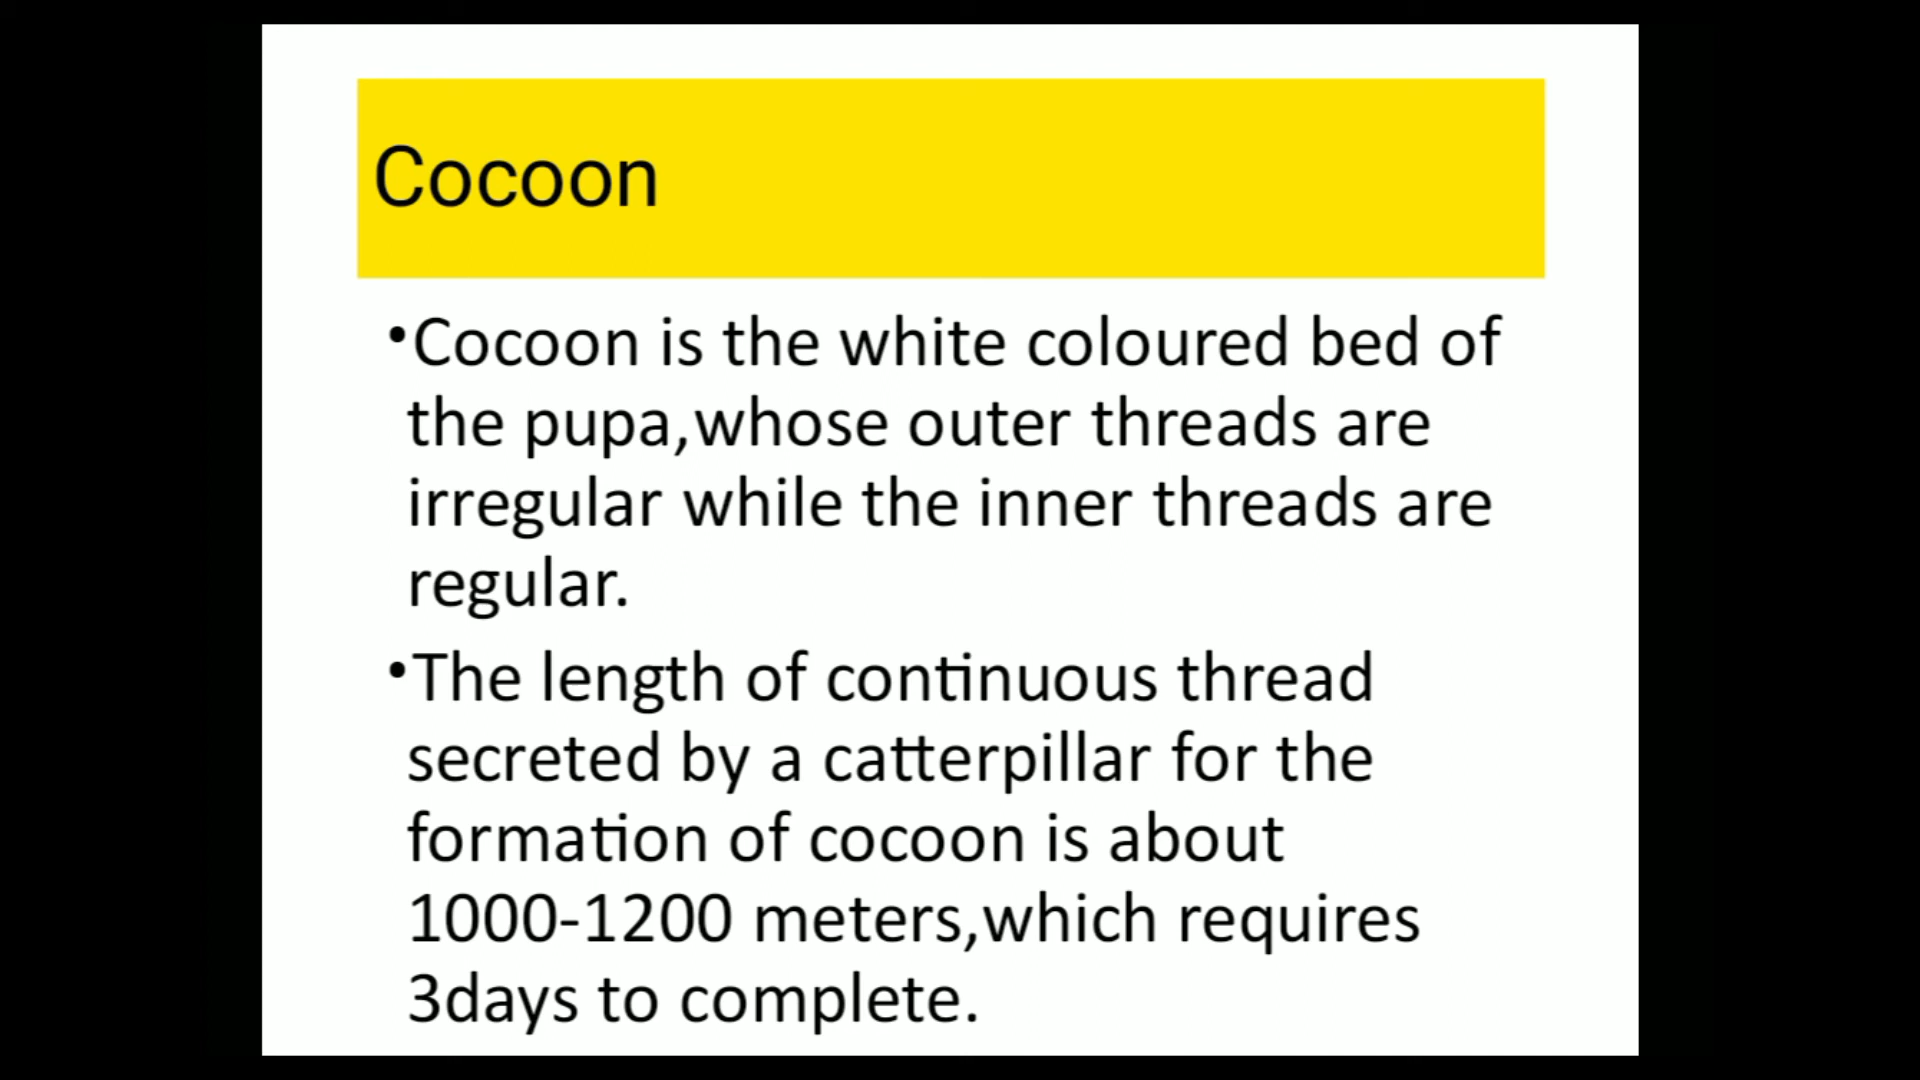 Cocoon
•Cocoon is the white coloured bed of
the pupa,whose outer threads are
irregular while the inner threads are
regular.
•The length of continuous thread
secreted by a catterpillar for the
formation of cocoon is about
1000-1200 meters,which requires
3days to complete.